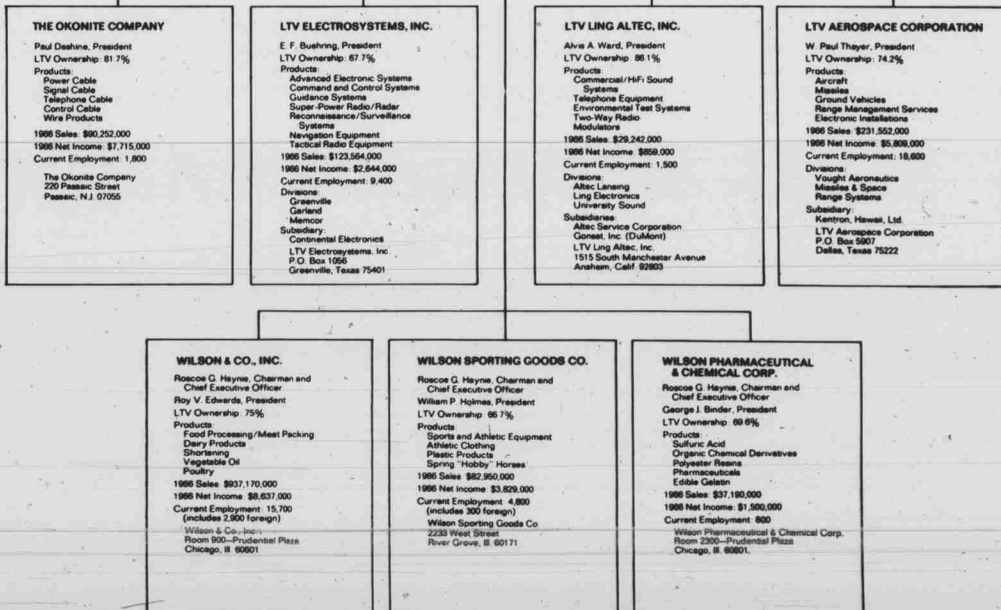 THE OKONITE COMPANY
Paul Dashine, President
LTV Ownership: 81.7%
Products:
Power Cable
Signal Cable
Telephone Cable
Control Cable
Wire Products
1966 Sales: $90,252,000
1966 Net Income: $7,715,000
Current Employment: 1,800
The Okonite Company
220 Passaic Street
Passaic, N.J. 07055
LTV ELECTROSYSTEMS, INC.
E. F. Buehring, President
LTV Ownership: 67.7%
Products:
Advanced Electronic Systems
Command and Control Systems
Guidance Systems
Super-Power Radio/Radar
Reconnaissance/Surveillance
Systems
Navigation Equipment
Tactical Radio Equipment
1966 Sales: $123,564,000
1966 Net Income: $2,644,000
Current Employment: 9,400
Divisions:
Greenville
Garland
Memcor
Subsidiary:
Continental Electronics
LTV Electrosystems, Inc.
P.O. Box 1056
Greenville, Texas 75401
LTV LING ALTEC, INC.
Alvis A. Ward, President
LTV Ownership: 86.1%
Products:
Commercial/HiFi Sound
Systems
Telephone Equipment
Environmental Test Systems
Two-Way Radio
Modulators
1966 Sales: $29,242,000
1966 Net Income: $859,000
Current Employment: 1,500
Divisions:
Altec Lansing
Ling Electronics
University Sound
Subsidiaries:
Altec Service Corporation
Gonset, Inc. (DuMont)
LTV Ling Altec, Inc.
1515 South Manchester Avenue
Anaheim, Calif. 92803
LTV AEROSPACE CORPORATION
W. Paul Thayer, President
LTV Ownership: 74.2%
Products:
Aircraft
Missiles
Ground Vehicles
Range Management Services
Electronic Installations
1966 Sales: $231,552,000
1966 Net Income: $5,809,000
Current Employment: 18,600
Divisions:
Vought Aeronautics
Missiles & Space
Range Systems
Subsidiary:
Kentron, Hawaii, Ltd.
LTV Aerospace Corporation
P.O. Box 5907
Dallas, Texas 75222
WILSON & CO., INC.
Roscoe G. Haynie, Chairman and
Chief Executive Officer
Roy V. Edwards, President
LTV Ownership: 75%
Products:
Food Processing/Meat Packing
Dairy Products
Shortening
Vegetable Oil
Poultry
1966 Sales: $937,170,000
1966 Net Income: $8,637,000
Current Employment: 15,700
(includes 2,900 foreign)
Wilson & Co., Inc.
Room 900—Prudential Plaza
Chicago, Ill. 60601
WILSON SPORTING GOODS CO.
Roscoe G. Haynie, Chairman and
Chief Executive Officer
William P. Holmes, President
LTV Ownership: 66.7%
Products:
Sports and Athletic Equipment
Athletic Clothing
Plastic Products
Spring "Hobby" Horses
1966 Sales: $82,950,000
1966 Net Income: $3,829,000
Current Employment: 4,800
(includes 300 foreign)
Wilson Sporting Goods Co
2233 West Street
River Grove, Ill. 60171
WILSON PHARMACEUTICAL
& CHEMICAL CORP.
Roscoe G. Haynie, Chairman and
Chief Executive Officer
George J. Binder, President
LTV Ownership: 69.6%
Products:
Sulfuric Acid
Organic Chemical Derivatives
Polyester Resins
Pharmaceuticals
Edible Gelatin
1966 Sales: $37,190,000
1966 Net Income: $1,500,000
Current Employment: 800
Wilson Pharmaceutical & Chemical Corp.
Room 2300—Prudential Plaza
Chicago, Ill. 60601.